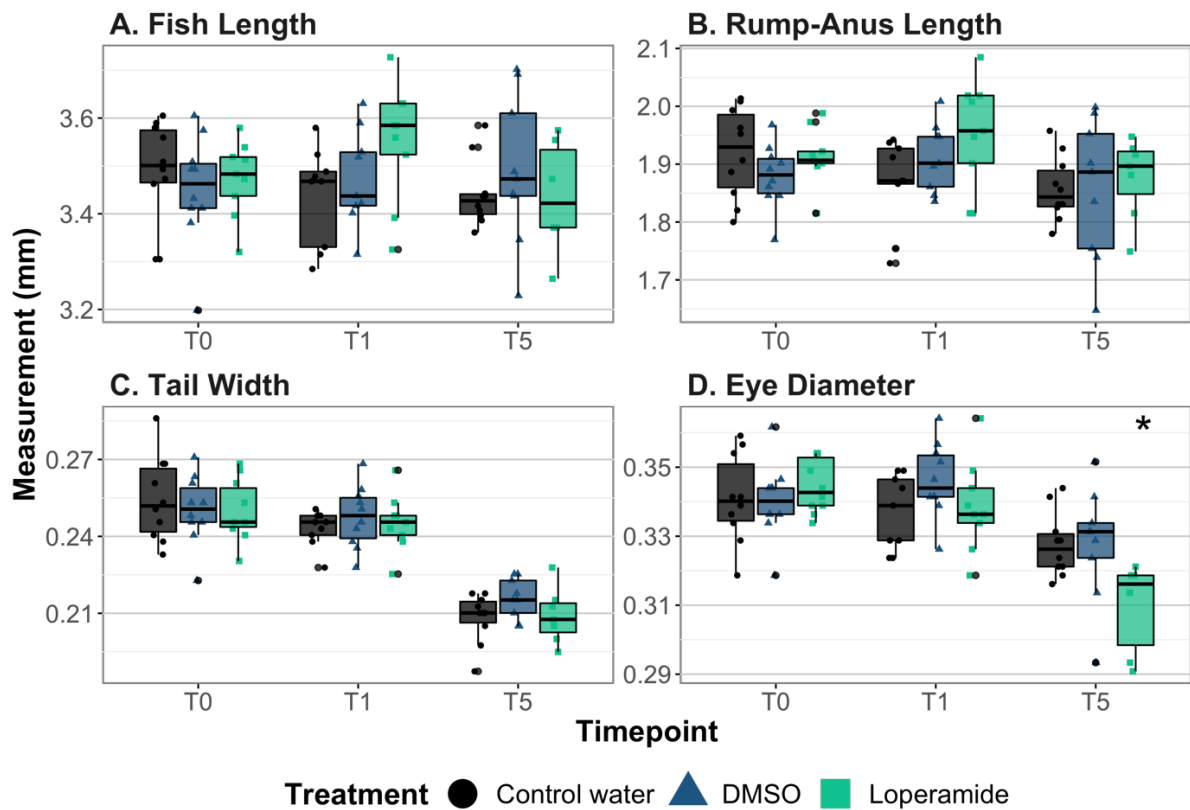 A. Fish Length
B. Rump-Anus Length
3.6
3.4
3.2
T0
T1
T5
2.1
2.0
1.9
1.8
1.7
T0
T1
T5
C. Tail Width
D. Eye Diameter
0.27
0.24
0.21
T0
T1
T5
0.35
0.33
0.31
0.29
*
T0
T1
T5
Measurement (mm)
Timepoint
Treatment Control water DMSO Loperamide